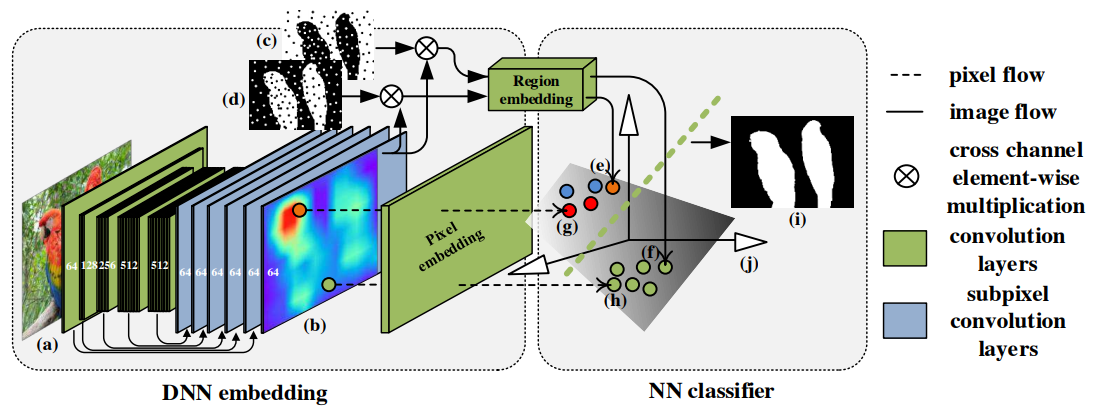 (c)
(d)
Region
embedding
pixel flow
image flow
cross channel
element-wise
multiplication
convolution
layers
subpixel
convolution
layers
(e)
(g)
(f)
(h)
(j)
(i)
Pixel
embedding
64 128 256 512 512 64 64 64 64 64 64
(a)
(b)
DNN embedding
NN classifier